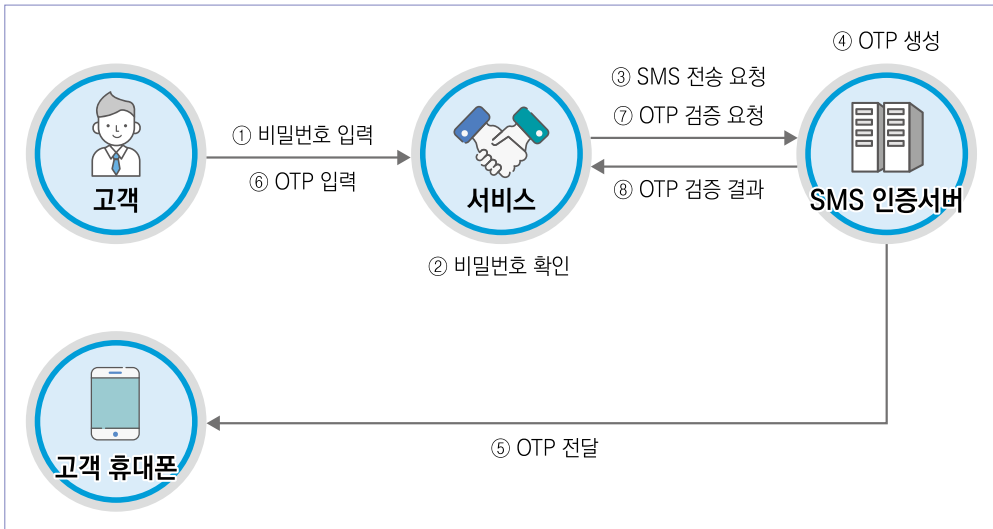 ④ OTP 생성
③ SMS 전송 요청
① 비밀번호 입력
⑦ OTP 검증 요청
⑥ OTP 입력
⑧ OTP 검증 결과
고객
서비스
SMS 인증서버
② 비밀번호 확인
⑤ OTP 전달
고객 휴대폰